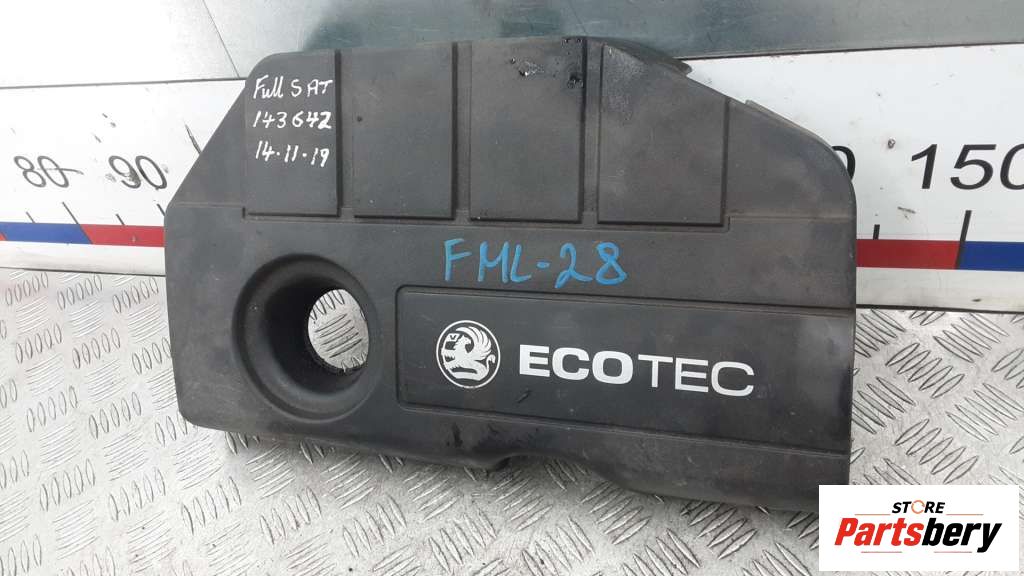 Full SAT
143642
14-11-19
80 90
150
FML-28
ECOTEC
STORE
Partsbery